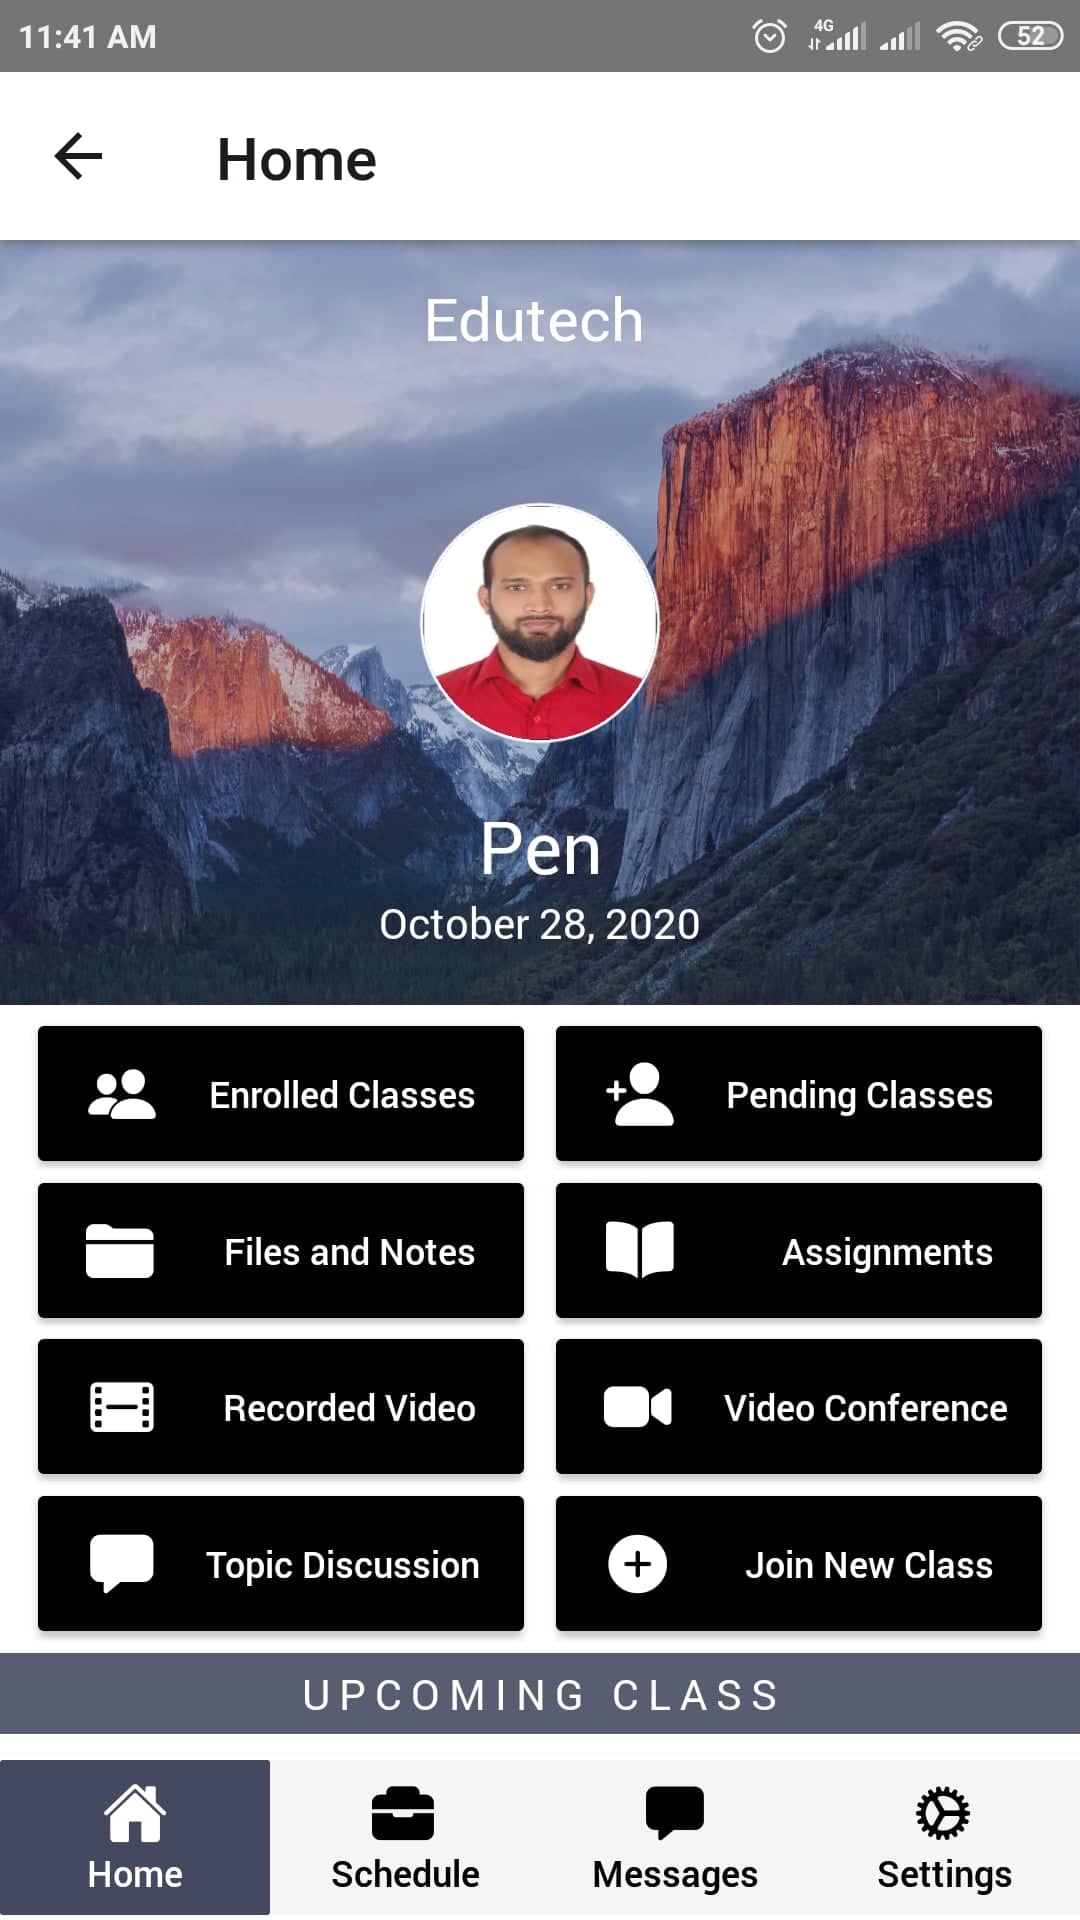 11:41 AM
4G
52
Home
Edutech
Pen
October 28, 2020
Enrolled Classes
Pending Classes
Files and Notes
Assignments
Recorded Video
Video Conference
Topic Discussion
Join New Class
UPCOMING CLASS
Home
Schedule
Messages
Settings